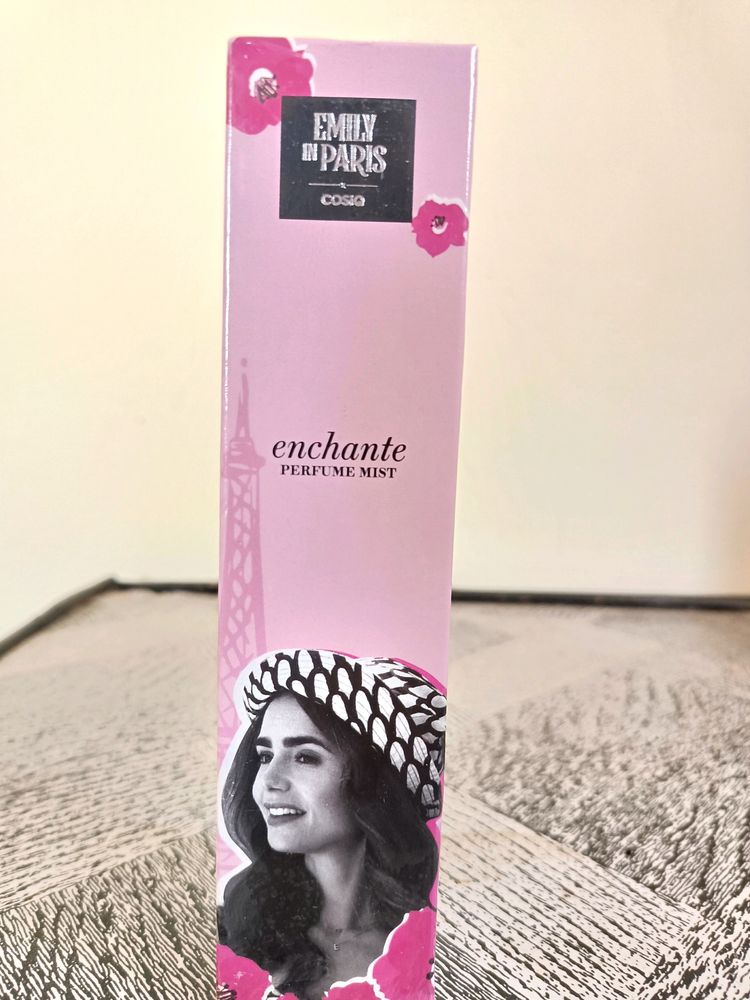 EMILY
IN PARIS
COSIQ
enchante
PERFUME MIST
E